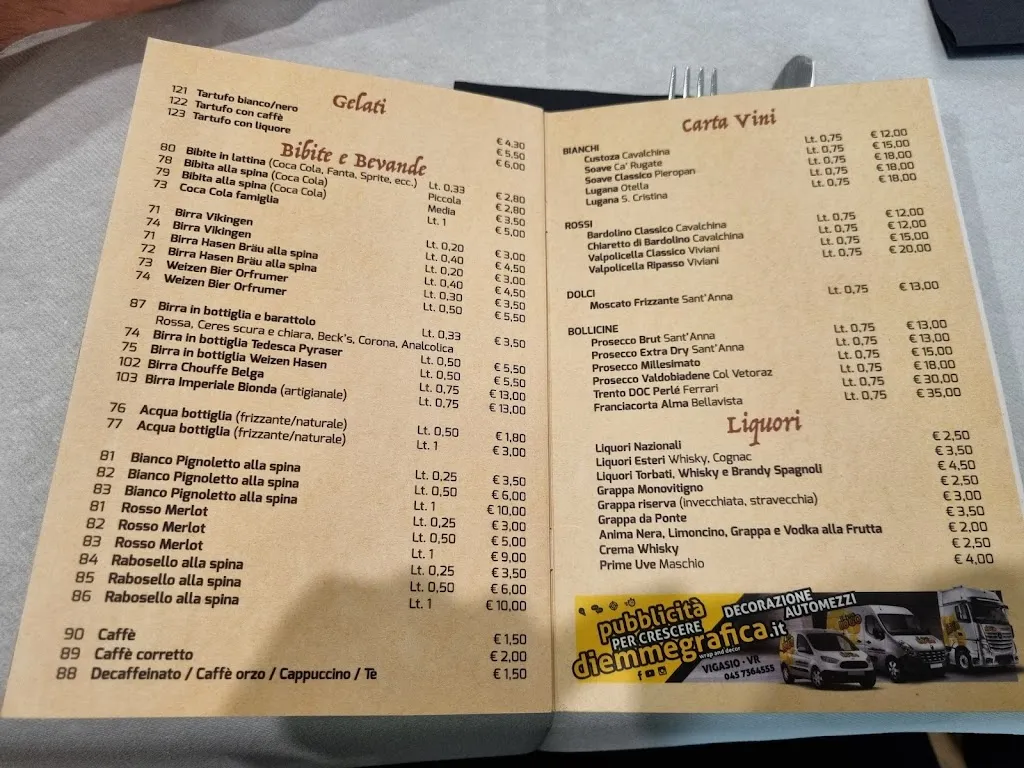 Gelati
121 Tartufo bianco/nero € 4,30
122 Tartufo con caffè € 5,50
123 Tartufo con liquore € 6,00
Bibite e Bevande
80 Bibite in lattina (Coca Cola, Fanta, Sprite, ecc.) Lt. 0,33 € 2,80
78 Bibita alla spina (Coca Cola) Piccola € 2,80
79 Bibita alla spina (Coca Cola) Media € 3,50
73 Coca Cola famiglia Lt. 1 € 5,00
71 Birra Vikingen Lt. 0,20 € 3,00
74 Birra Vikingen Lt. 0,40 € 4,50
71 Birra Hasen Bräu alla spina Lt. 0,20 € 3,00
72 Birra Hasen Bräu alla spina Lt. 0,40 € 4,50
73 Weizen Bier Orfrumer Lt. 0,30 € 3,50
74 Weizen Bier Orfrumer Lt. 0,50 € 5,50
87 Birra in bottiglia e barattolo
Rossa, Ceres scura e chiara, Beck's, Corona, Analcolica Lt. 0,33 € 3,50
74 Birra in bottiglia Tedesca Pyraser Lt. 0,50 € 5,50
75 Birra in bottiglia Weizen Hasen Lt. 0,50 € 5,50
102 Birra Chouffe Belga Lt. 0,75 € 13,00
103 Birra Imperiale Bionda (artigianale) Lt. 0,75 € 13,00
76 Acqua bottiglia (frizzante/naturale) Lt. 0,50 € 1,80
77 Acqua bottiglia (frizzante/naturale) Lt. 1 € 3,00
81 Bianco Pignoletto alla spina Lt. 0,25 € 3,50
82 Bianco Pignoletto alla spina Lt. 0,50 € 6,00
83 Bianco Pignoletto alla spina Lt. 1 € 10,00
81 Rosso Merlot Lt. 0,25 € 3,00
82 Rosso Merlot Lt. 0,50 € 5,00
83 Rosso Merlot Lt. 1 € 9,00
84 Rabosello alla spina Lt. 0,25 € 3,50
85 Rabosello alla spina Lt. 0,50 € 6,00
86 Rabosello alla spina Lt. 1 € 10,00
90 Caffè € 1,50
89 Caffè corretto € 2,00
88 Decaffeinato / Caffè orzo / Cappuccino / Tè € 1,50
Carta Vini
BIANCHI
Custoza Cavalchina Lt. 0,75 € 12,00
Soave Ca' Rugate Lt. 0,75 € 15,00
Soave Classico Pieropan Lt. 0,75 € 18,00
Lugana Otella Lt. 0,75 € 18,00
Lugana S. Cristina Lt. 0,75 € 18,00
ROSSI
Bardolino Classico Cavalchina Lt. 0,75 € 12,00
Chiaretto di Bardolino Cavalchina Lt. 0,75 € 12,00
Valpolicella Classico Viviani Lt. 0,75 € 15,00
Valpolicella Ripasso Viviani Lt. 0,75 € 20,00
DOLCI
Moscato Frizzante Sant'Anna Lt. 0,75 € 13,00
BOLLICINE
Prosecco Brut Sant'Anna Lt. 0,75 € 13,00
Prosecco Extra Dry Sant'Anna Lt. 0,75 € 13,00
Prosecco Millesimato Lt. 0,75 € 15,00
Prosecco Valdobiadene Col Vetoraz Lt. 0,75 € 18,00
Trento DOC Perlé Ferrari Lt. 0,75 € 30,00
Franciacorta Alma Bellavista Lt. 0,75 € 35,00
Liquori
Liquori Nazionali € 2,50
Liquori Esteri Whisky, Cognac € 3,50
Liquori Torbati, Whisky e Brandy Spagnoli € 4,50
Grappa Monovitigno € 2,50
Grappa riserva (invecchiata, stravecchia) € 3,00
Grappa da Ponte € 3,50
Anima Nera, Limoncino, Grappa e Vodka alla Frutta € 2,00
Crema Whisky € 2,50
Prime Uve Maschio € 4,00
pubblicità
PER CRESCERE
DECORAZIONE
AUTOMEZZI
diemmegrafica.it
wrap and decor
VIGASIO - VR
045 7364555